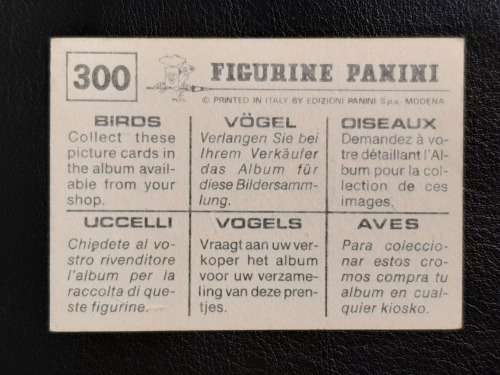 300
FIGURINE PANINI
© PRINTED IN ITALY BY EDIZIONI PANINI S.p.A. - MODENA
BIRDS
Collect these
picture cards in
the album avail-
able from your
shop.
VÖGEL
Verlangen Sie bei
Ihrem Verkäufer
das Album für
diese Bildersamm-
lung.
OISEAUX
Demandez à vo-
tre détaillant l'Al-
bum pour la col-
lection de ces
images.
UCCELLI
Chiedete al vo-
stro rivenditore
l'album per la
raccolta di que-
ste figurine.
VOGELS
Vraagt aan uw ver-
koper het album
voor uw verzame-
ling van deze pren-
tjes.
AVES
Para coleccio-
nar estos cro-
mos compra tu
álbum en cual-
quier kiosko.